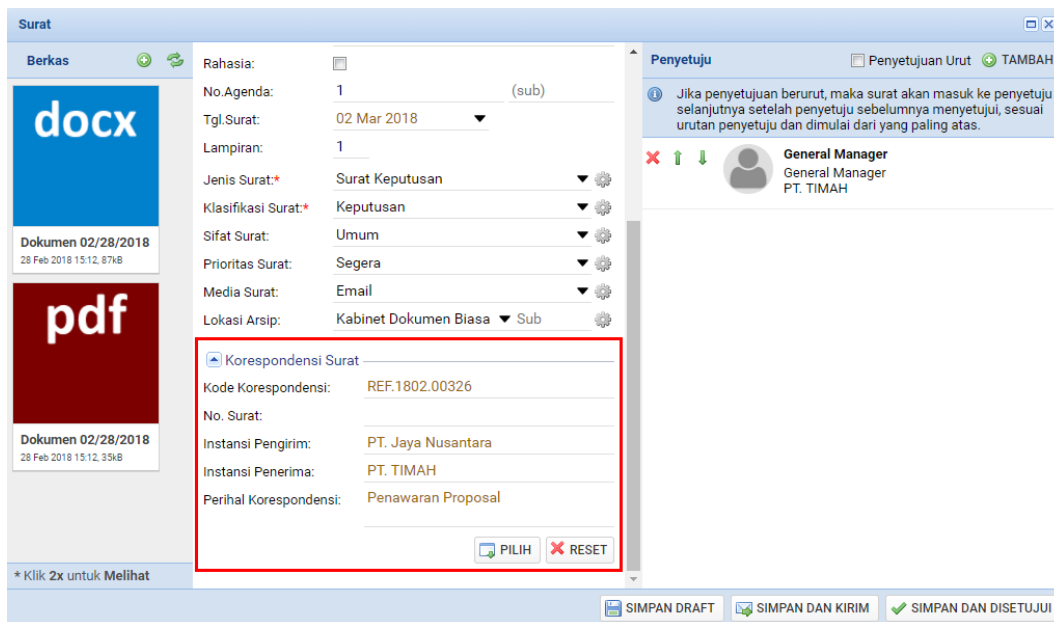 Surat
Berkas
docx
Dokumen 02/28/2018
28 Feb 2018 15:12, 87kB
pdf
Dokumen 02/28/2018
28 Feb 2018 15:12, 35kB
* Klik 2x untuk Melihat
Rahasia:
No.Agenda: 1 (sub)
Tgl.Surat: 02 Mar 2018
Lampiran: 1
Jenis Surat:* Surat Keputusan
Klasifikasi Surat:* Keputusan
Sifat Surat: Umum
Prioritas Surat: Segera
Media Surat: Email
Lokasi Arsip: Kabinet Dokumen Biasa Sub
Korespondensi Surat
Kode Korespondensi: REF.1802.00326
No. Surat:
Instansi Pengirim: PT. Jaya Nusantara
Instansi Penerima: PT. TIMAH
Perihal Korespondensi: Penawaran Proposal
PILIH RESET
Penyetuju Penyetujuan Urut TAMBAH
Jika penyetujuan berurut, maka surat akan masuk ke penyetuju
selanjutnya setelah penyetuju sebelumnya menyetujui, sesuai
urutan penyetuju dan dimulai dari yang paling atas.
General Manager
General Manager
PT. TIMAH
SIMPAN DRAFT SIMPAN DAN KIRIM SIMPAN DAN DISETUJUI